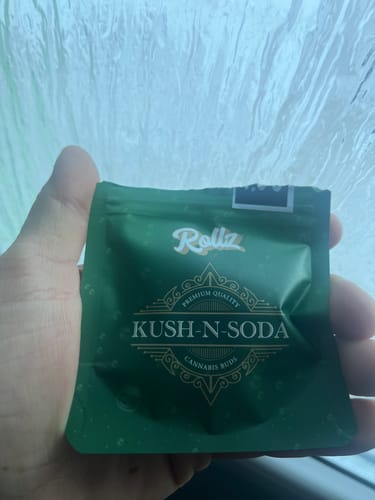 Rollz
PREMIUM QUALITY
KUSH-N-SODA
CANNABIS BUDS